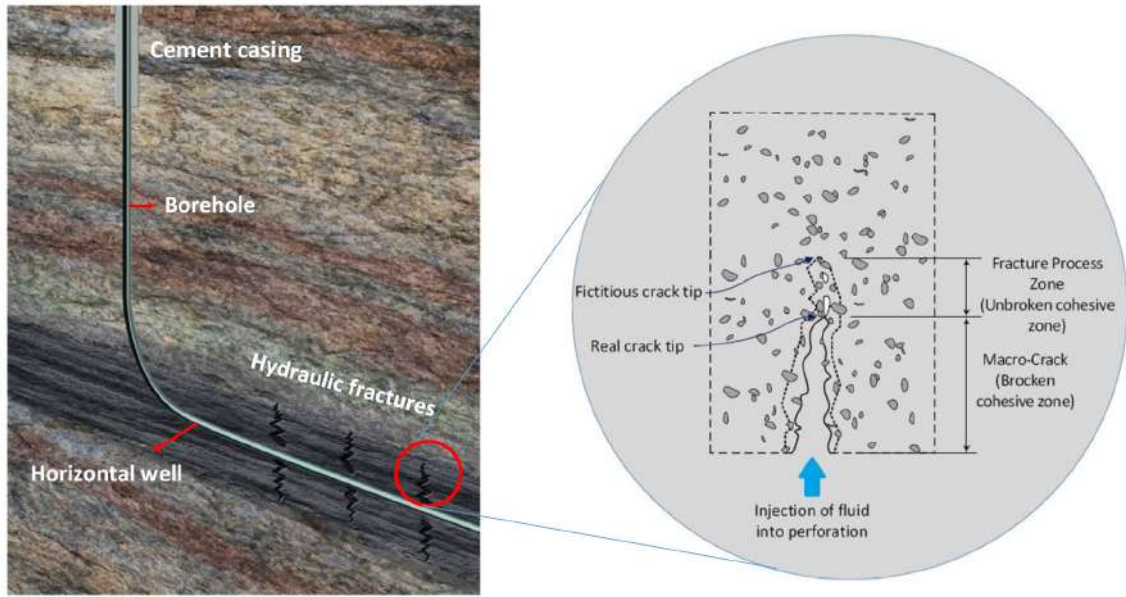 Cement casing
Borehole
Hydraulic fractures
Horizontal well
Fictitious crack tip
Real crack tip
Fracture Process
Zone
(Unbroken cohesive
zone)
Macro-Crack
(Brocken
cohesive zone)
Injection of fluid
into perforation